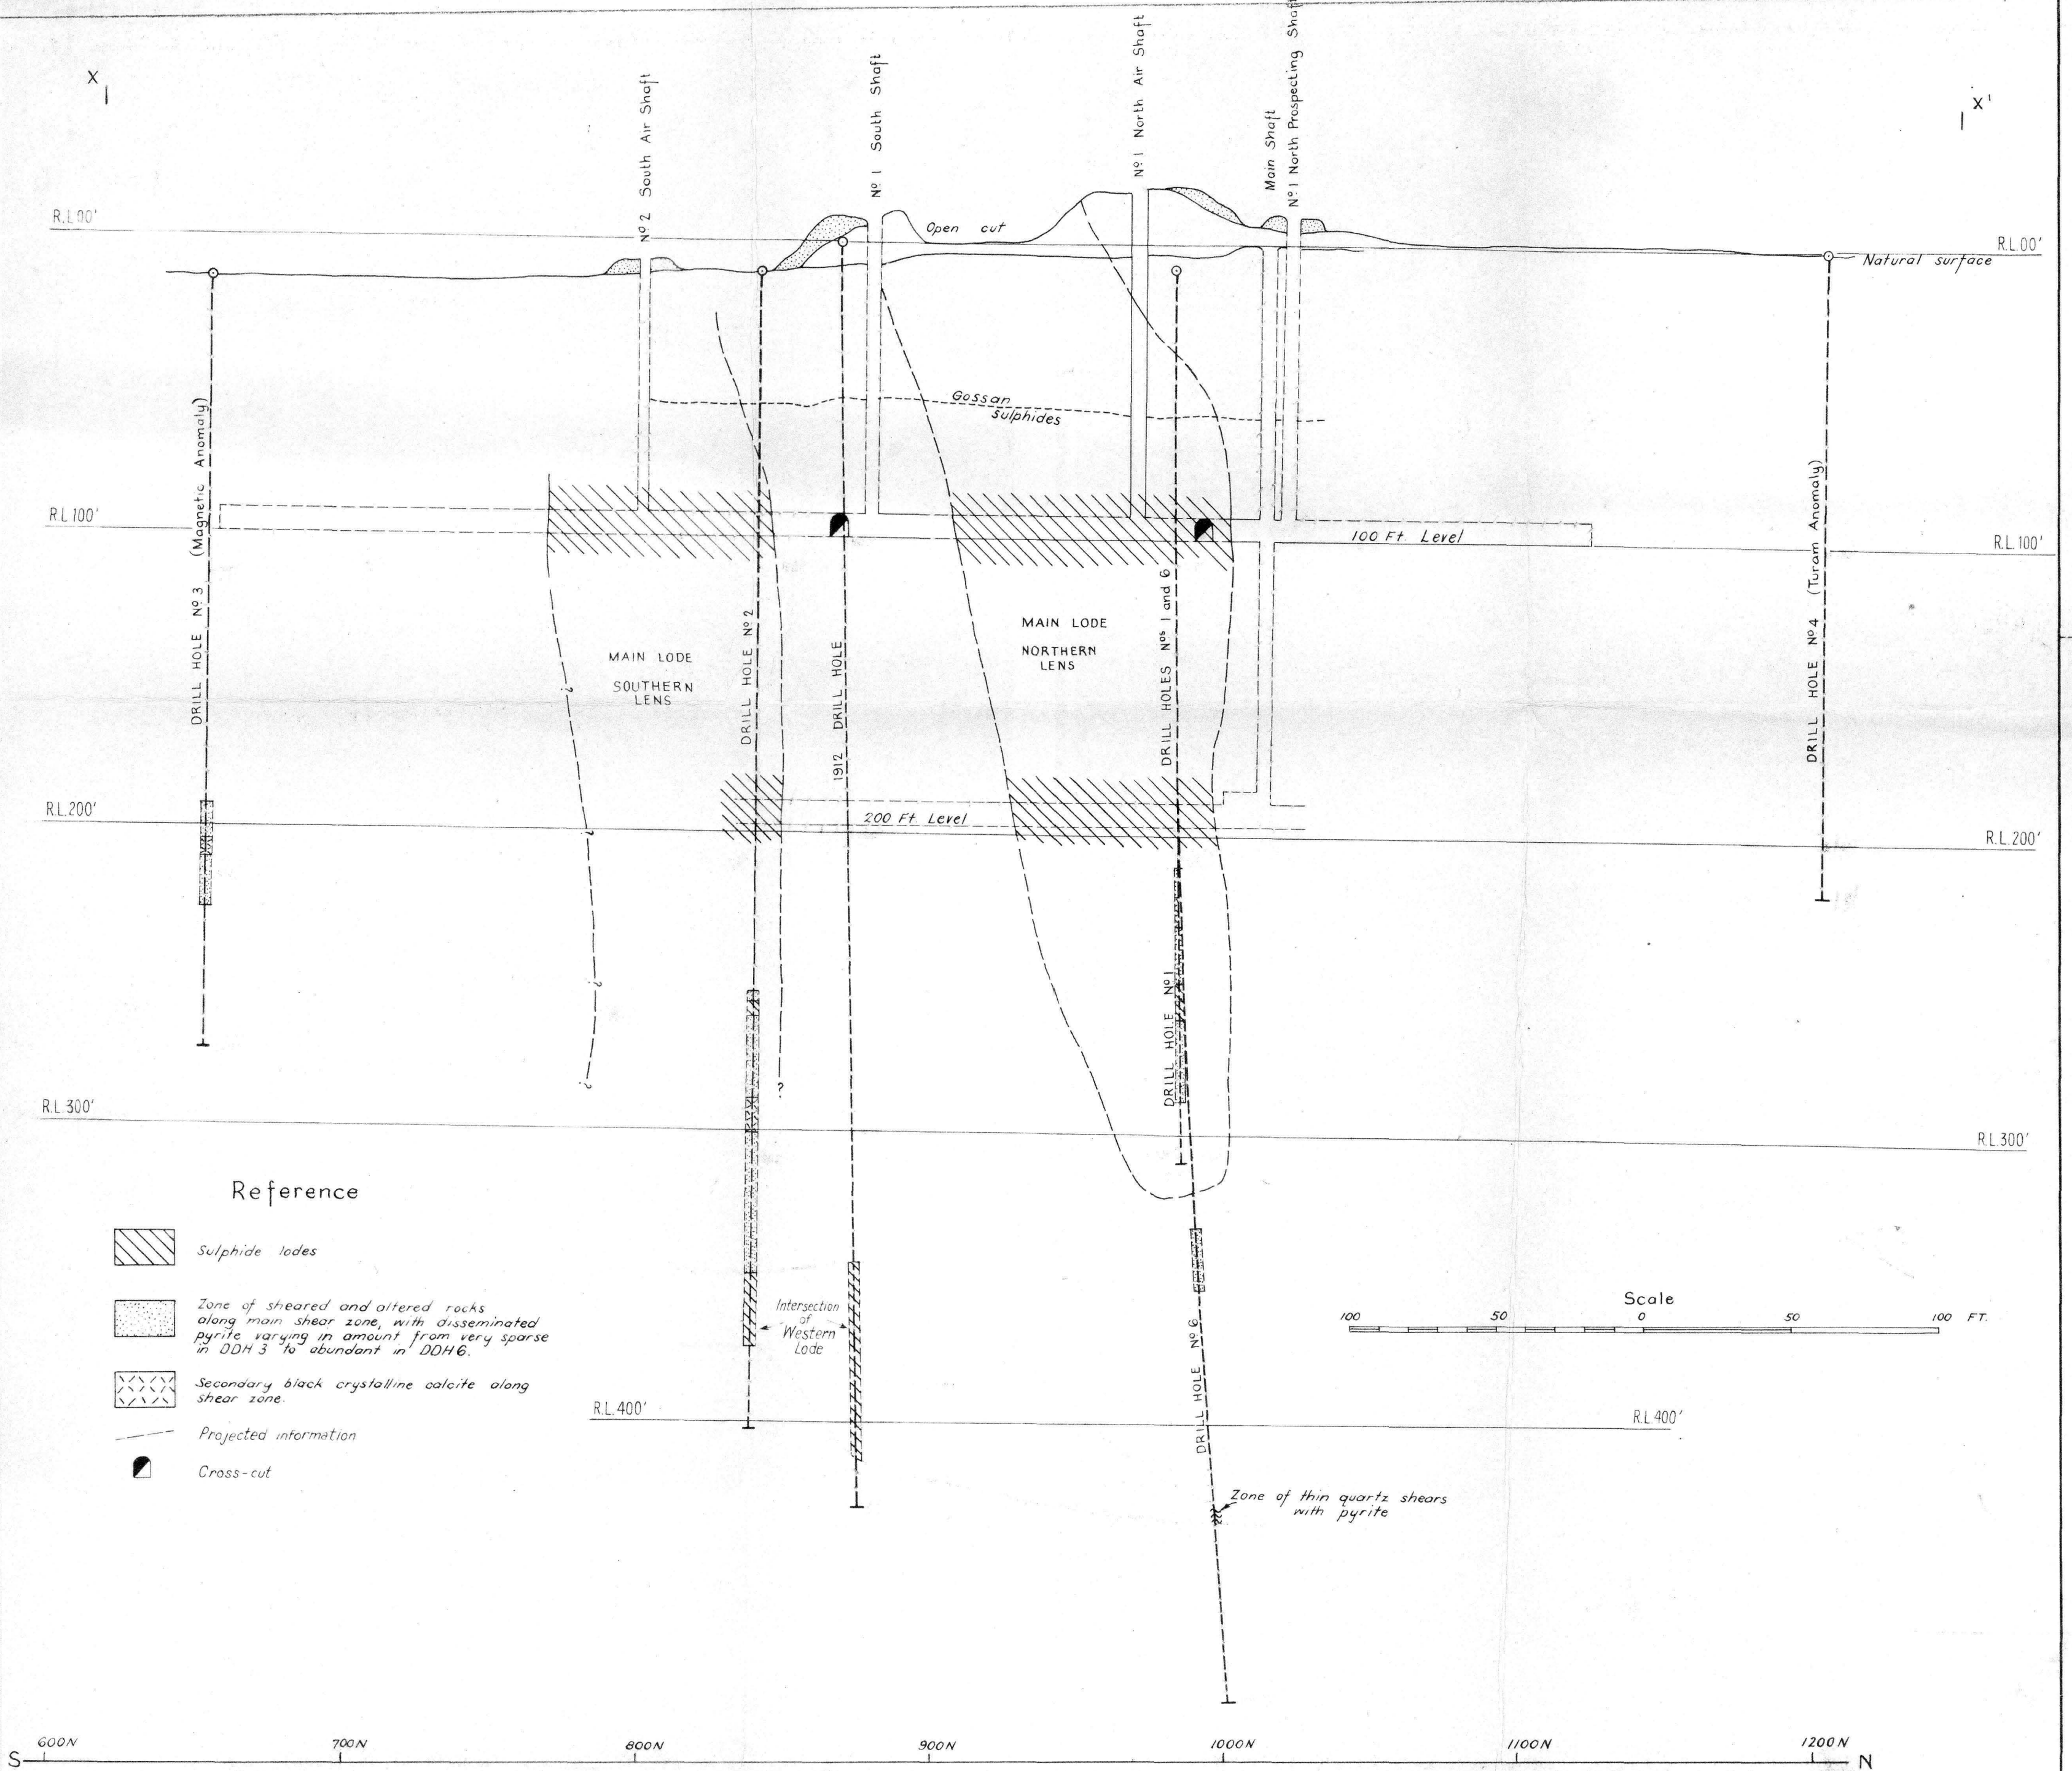 X
X'
Nº 2 South Air Shaft
Nº 1 South Shaft
Nº 1 North Air Shaft
Main Shaft
Nº 1 North Prospecting Shaft
R.L.00'
Open cut
R.L.00'
Natural surface
Gossan
Sulphides
R.L.100'
100 Ft. Level
R.L.100'
DRILL HOLE Nº 3 (Magnetic Anomaly)
DRILL HOLE Nº 2
1912 DRILL HOLE
DRILL HOLES Nºs 1 and 6
DRILL HOLE Nº 4 (Turam Anomaly)
MAIN LODE
SOUTHERN
LENS
MAIN LODE
NORTHERN
LENS
?
R.L.200'
200 Ft. Level
R.L.200'
?
?
?
?
DRILL HOLE Nº 1
R.L.300'
R.L.300'
Reference
Sulphide lodes
Zone of sheared and altered rocks
along main shear zone, with disseminated
pyrite varying in amount from very sparse
in DDH 3 to abundant in DDH 6.
Secondary black crystalline calcite along
shear zone.
Projected information
Cross-cut
Intersection
of
Western
Lode
DRILL HOLE Nº 6
Scale
100 50 0 50 100 FT.
R.L.400'
R.L.400'
Zone of thin quartz shears
with pyrite
S 600N 700N 800N 900N 1000N 1100N 1200N N